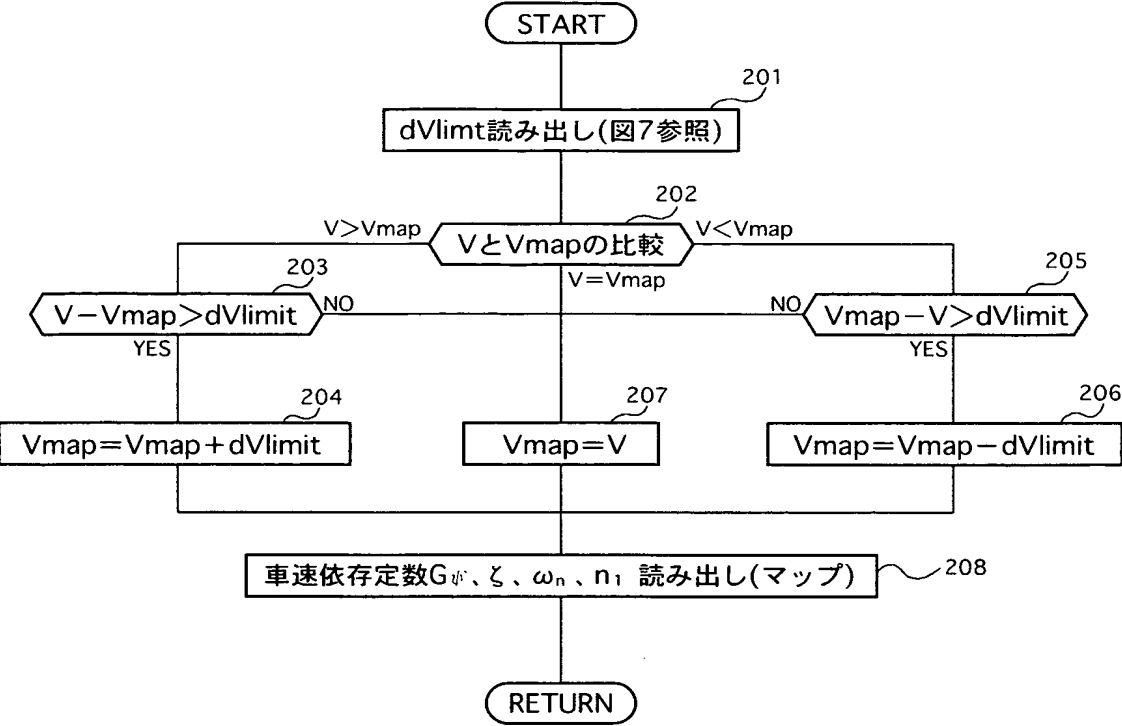 START
201
dVlimt読み出し(図7参照)
202
V>Vmap
VとVmapの比較
V<Vmap
V=Vmap
203
205
V-Vmap>dVlimit
NO
NO
Vmap-V>dVlimit
YES
YES
204
207
206
Vmap=Vmap+dVlimit
Vmap=V
Vmap=Vmap-dVlimit
車速依存定数Gψ、ζ、ωn、n1 読み出し(マップ)
208
RETURN